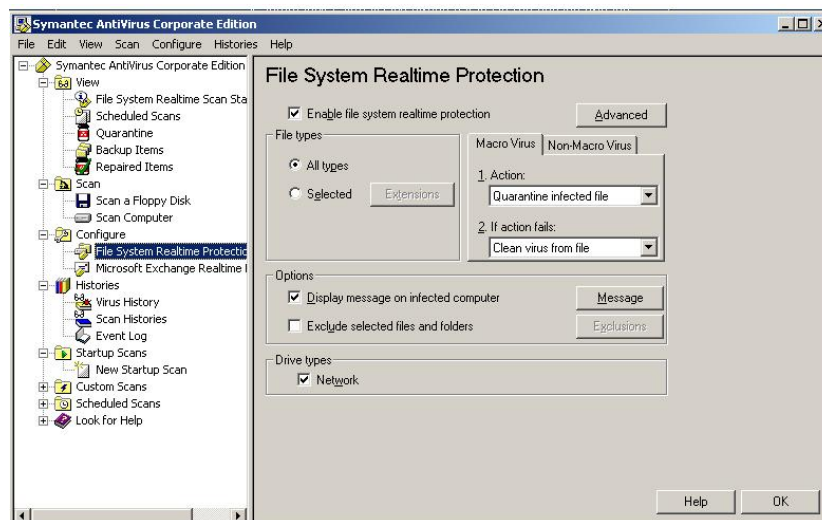 Symantec AntiVirus Corporate Edition
File Edit View Scan Configure Histories Help
Symantec AntiVirus Corporate Edition
View
File System Realtime Scan Sta
Scheduled Scans
Quarantine
Backup Items
Repaired Items
Scan
Scan a Floppy Disk
Scan Computer
Configure
File System Realtime Protectic
Microsoft Exchange Realtime
Histories
Virus History
Scan Histories
Event Log
Startup Scans
New Startup Scan
Custom Scans
Scheduled Scans
Look for Help
File System Realtime Protection
Enable file system realtime protection
Advanced
File types
All types
Selected
Extensions
Macro Virus
Non-Macro Virus
1. Action:
Quarantine infected file
2. If action fails:
Clean virus from file
Options
Display message on infected computer
Message
Exclude selected files and folders
Exclusions
Drive types
Network
Help
OK